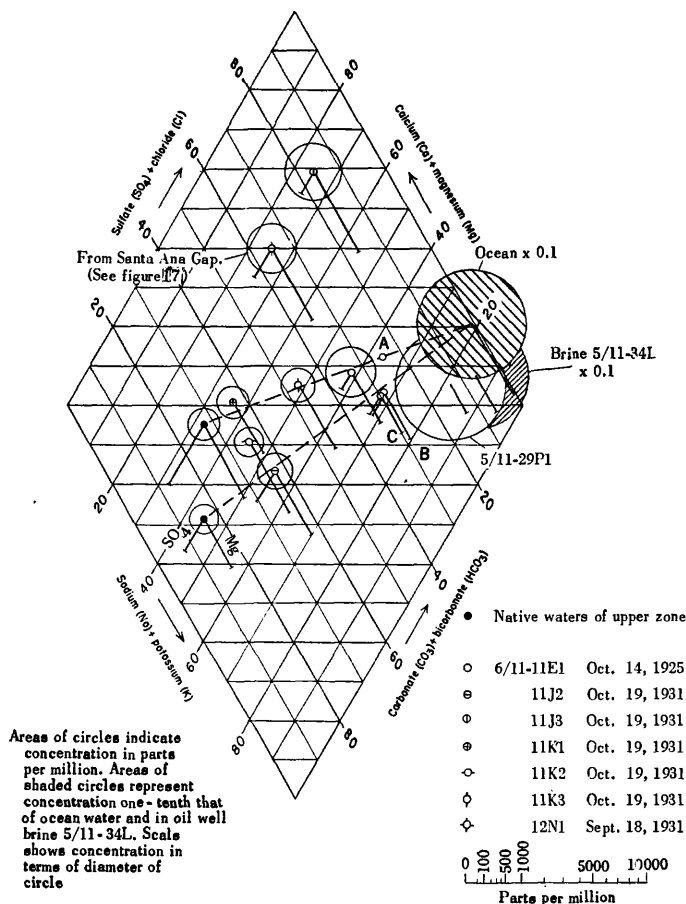 80
80
Sulfate (SO4) + chloride (Cl)
Calcium (Ca) + magnesium (Mg)
60
60
40
40
From Santa Ana Gap.
(See figure 17)
Ocean x 0.1
20
20
A
Brine 5/11-34L
x 0.1
C
B
5/11-29P1
20
20
SO4
Mg
40
40
Sodium (Na) + potassium (K)
Carbonate (CO3) + bicarbonate (HCO3)
60
60
80
80
Native waters of upper zone
6/11-11E1 Oct. 14, 1925
11J2 Oct. 19, 1931
11J3 Oct. 19, 1931
11K1 Oct. 19, 1931
11K2 Oct. 19, 1931
11K3 Oct. 19, 1931
12N1 Sept. 18, 1931
Areas of circles indicate
concentration in parts
per million. Areas of
shaded circles represent
concentration one-tenth that
of ocean water and in oil well
brine 5/11-34L. Scale
shows concentration in
terms of diameter of
circle
0 100 500 1000 5000 10000
Parts per million